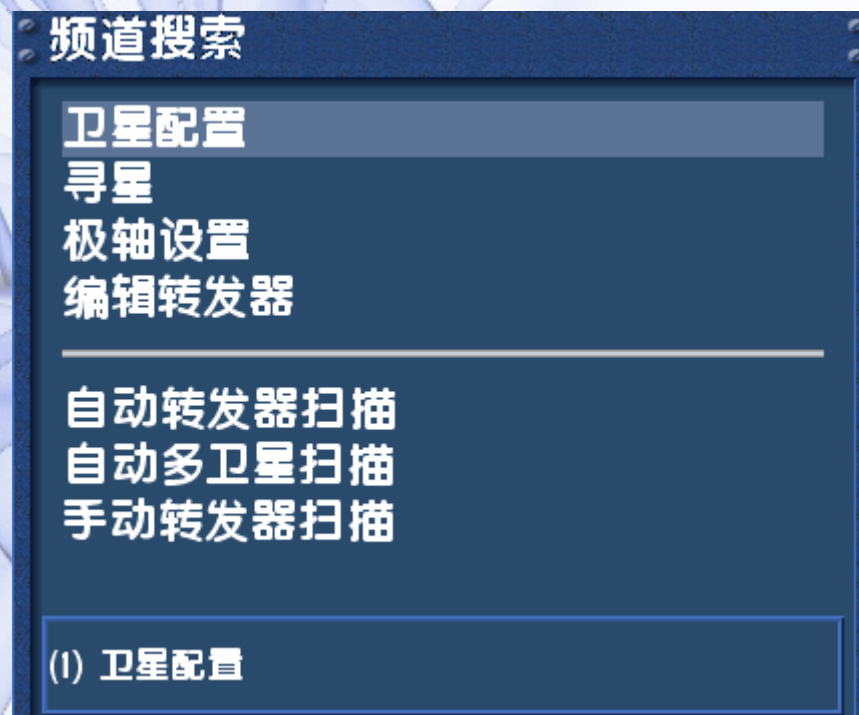 频道搜索
卫星配置
寻星
极轴设置
编辑转发器
自动转发器扫描
自动多卫星扫描
手动转发器扫描
(1) 卫星配置